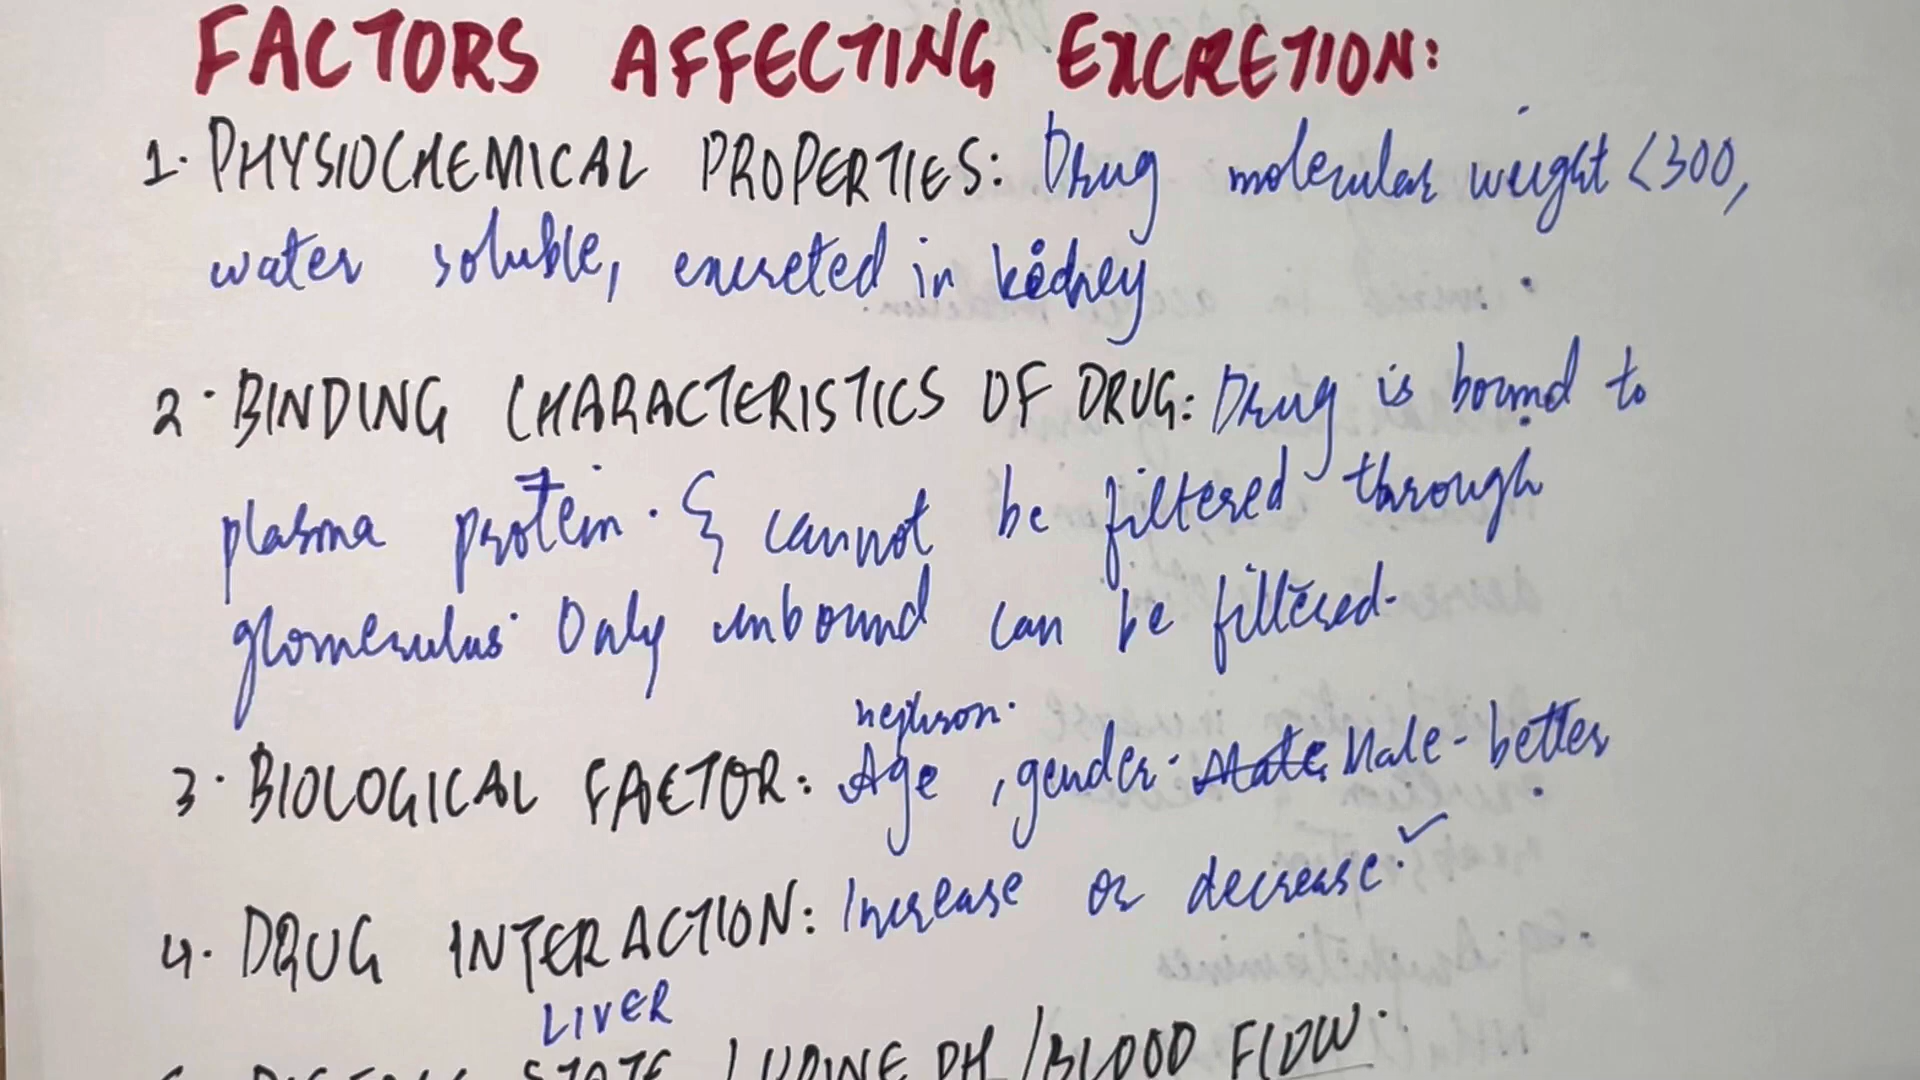 FACTORS AFFECTING EXCRETION:
1. PHYSIOCHEMICAL PROPERTIES: Drug molecular weight <300,
water soluble, excreted in kidney
2. BINDING CHARACTERISTICS OF DRUG: Drug is bound to
plasma protein. & cannot be filtered through
glomerulus. Only unbound can be filtered.
nephron.
3. BIOLOGICAL FACTOR: Age, gender. Male - better
4. DRUG INTERACTION: Increase or decrease.
LIVER
STATE / URINE PH / BLOOD FLOW.